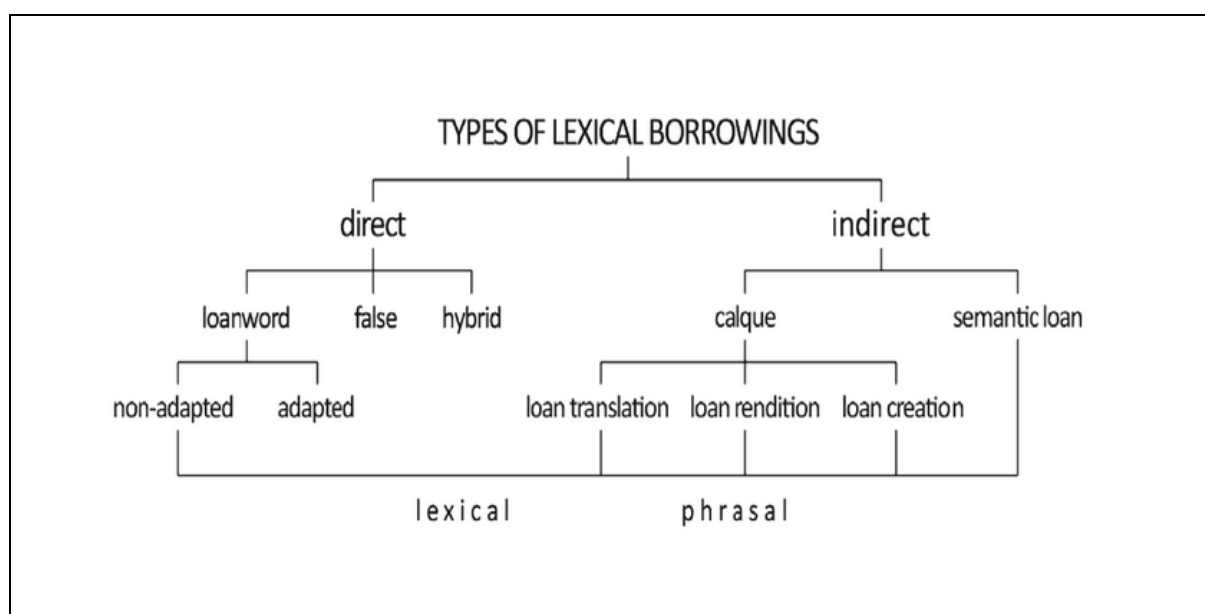 TYPES OF LEXICAL BORROWINGS
direct indirect
loanword false hybrid calque semantic loan
non-adapted adapted loan translation loan rendition loan creation
lexical phrasal